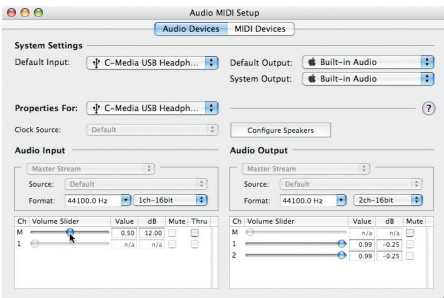 Audio MIDI Setup
Audio Devices MIDI Devices
System Settings
Default Input: C-Media USB Headph... Default Output: Built-in Audio
System Output: Built-in Audio
Properties For: C-Media USB Headph... ?
Clock Source: Default Configure Speakers
Audio Input Audio Output
Master Stream Master Stream
Source: Default Source: Default
Format: 44100.0 Hz 1ch-16bit Format: 44100.0 Hz 2ch-16bit
Ch Volume Slider Value dB Mute Thru Ch Volume Slider Value dB Mute
M 0.50 12.00 M n/a n/a
1 n/a n/a 1 0.99 -0.25
2 0.99 -0.25